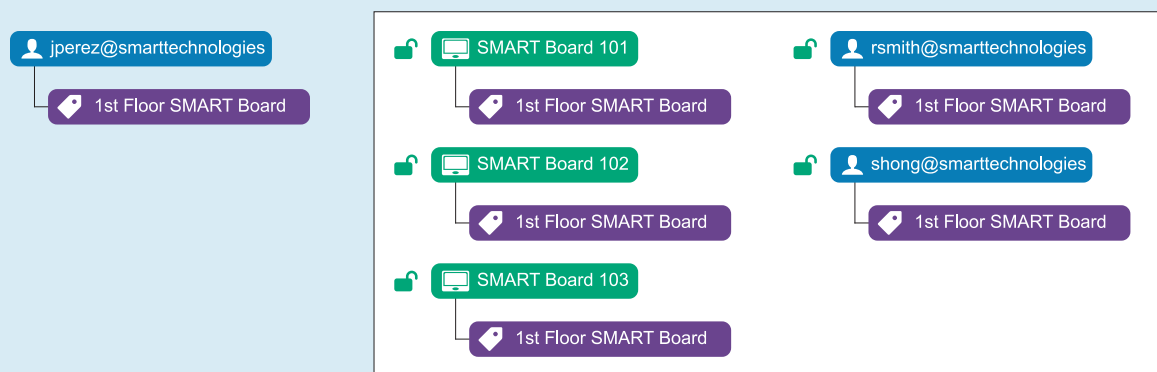 jperez@smarttechnologies
1st Floor SMART Board
SMART Board 101
1st Floor SMART Board
SMART Board 102
1st Floor SMART Board
SMART Board 103
1st Floor SMART Board
rsmith@smarttechnologies
1st Floor SMART Board
shong@smarttechnologies
1st Floor SMART Board